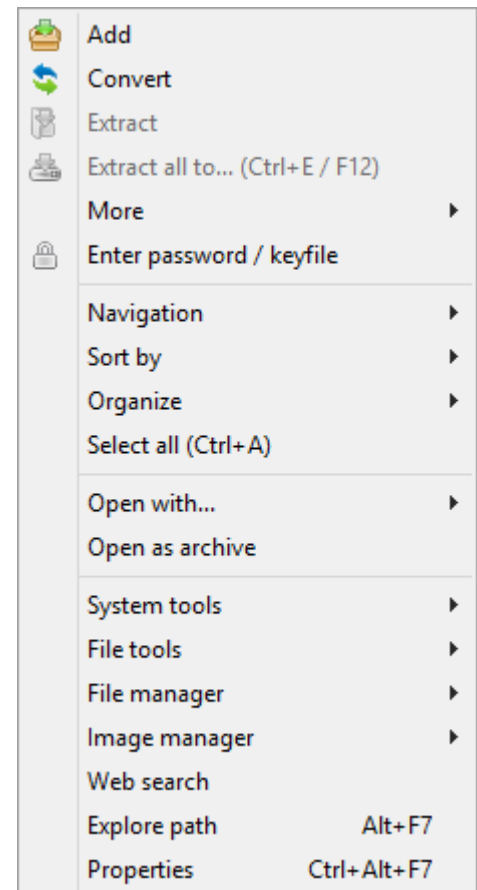 Add
Convert
Extract
Extract all to... (Ctrl+E / F12)
More
Enter password / keyfile
Navigation
Sort by
Organize
Select all (Ctrl+A)
Open with...
Open as archive
System tools
File tools
File manager
Image manager
Web search
Explore path Alt+F7
Properties Ctrl+Alt+F7